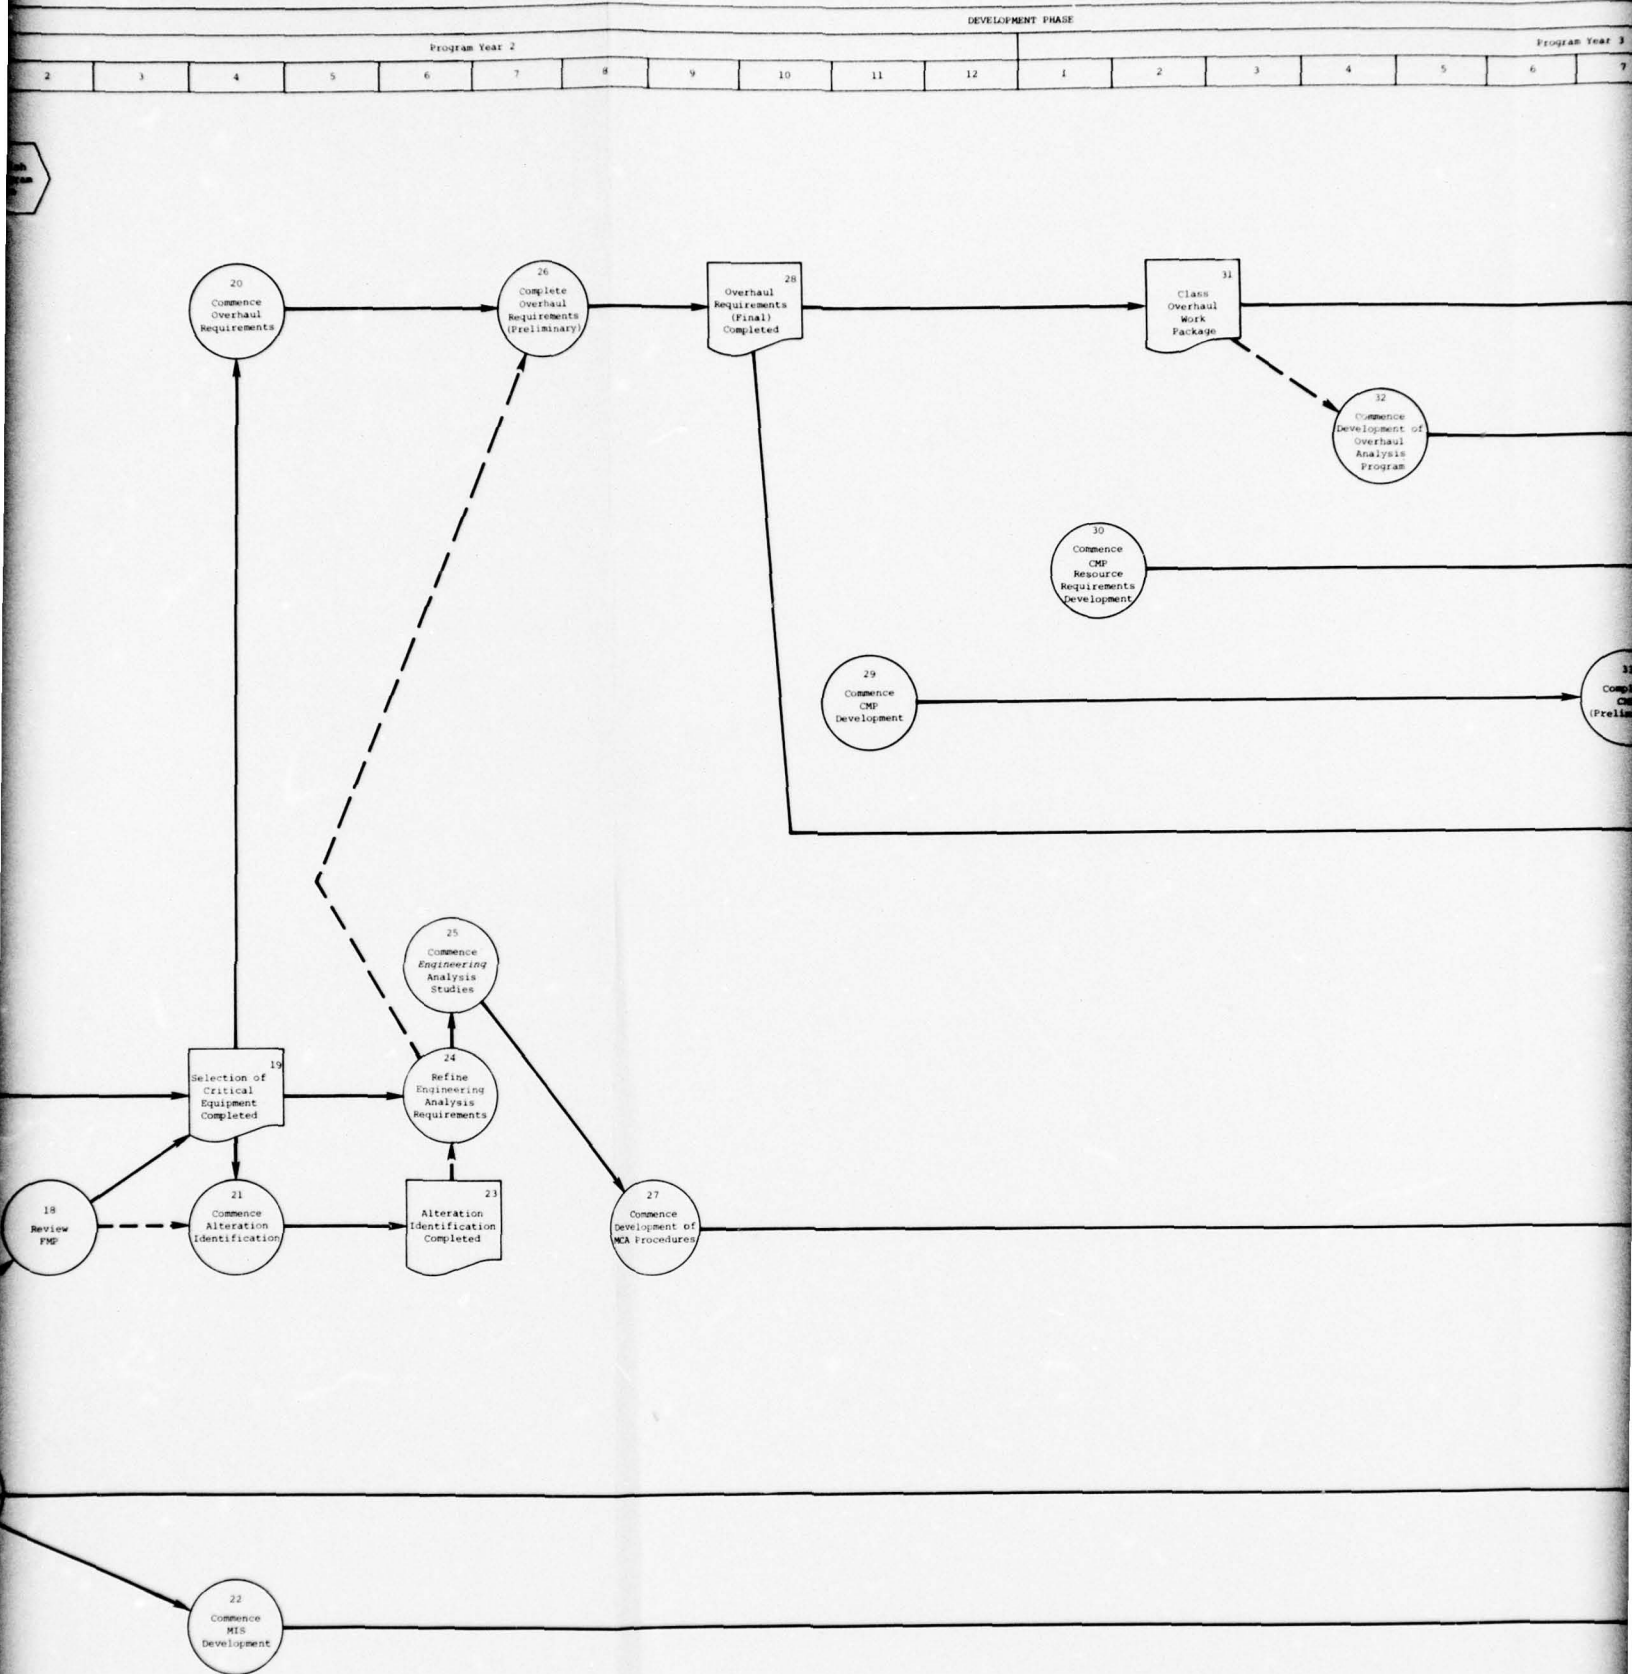 DEVELOPMENT PHASE
Program Year 2
Program Year 3
2 3 4 5 6 7 8 9 10 11 12 1 2 3 4 5 6 7
20
Commence
Overhaul
Requirements
26
Complete
Overhaul
Requirements
(Preliminary)
28
Overhaul
Requirements
(Final)
Completed
31
Class
Overhaul
Work
Package
32
Commence
Development of
Overhaul
Analysis
Program
30
Commence
CMP
Resource
Requirements
Development
29
Commence
CMP
Development
25
Commence
Engineering
Analysis
Studies
19
Selection of
Critical
Equipment
Completed
24
Refine
Engineering
Analysis
Requirements
18
Review
FMP
21
Commence
Alteration
Identification
23
Alteration
Identification
Completed
27
Commence
Development of
MCA Procedures
22
Commence
MIS
Development